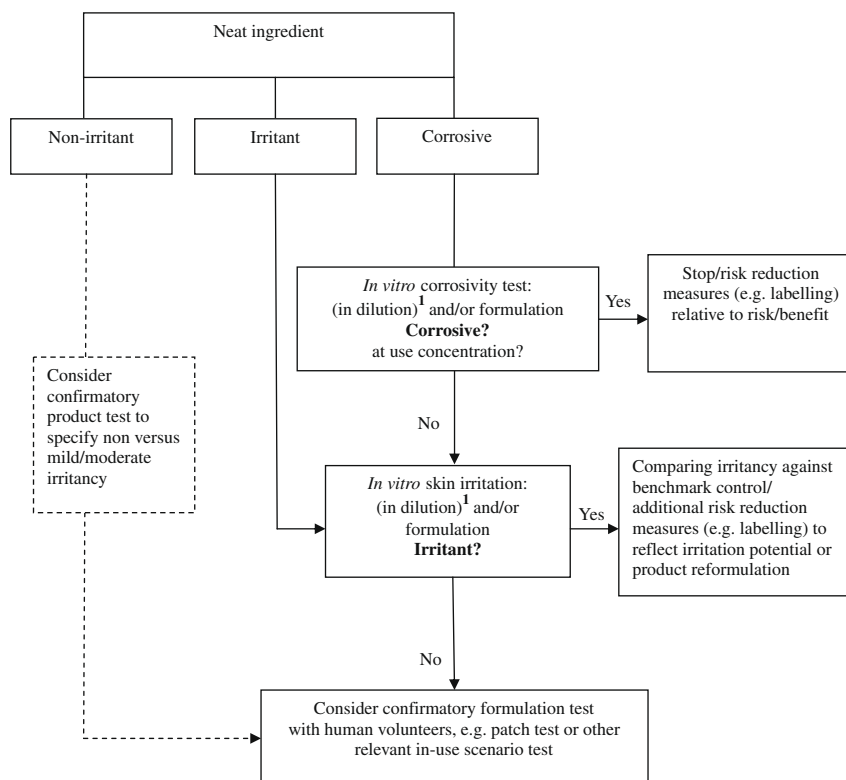 Neat ingredient
Non-irritant
Irritant
Corrosive
In vitro corrosivity test:
(in dilution)1 and/or formulation
Corrosive?
at use concentration?
Yes
Stop/risk reduction
measures (e.g. labelling)
relative to risk/benefit
Consider
confirmatory
product test to
specify non versus
mild/moderate
irritancy
No
In vitro skin irritation:
(in dilution)1 and/or
formulation
Irritant?
Yes
Comparing irritancy against
benchmark control/
additional risk reduction
measures (e.g. labelling) to
reflect irritation potential or
product reformulation
No
Consider confirmatory formulation test
with human volunteers, e.g. patch test or other
relevant in-use scenario test